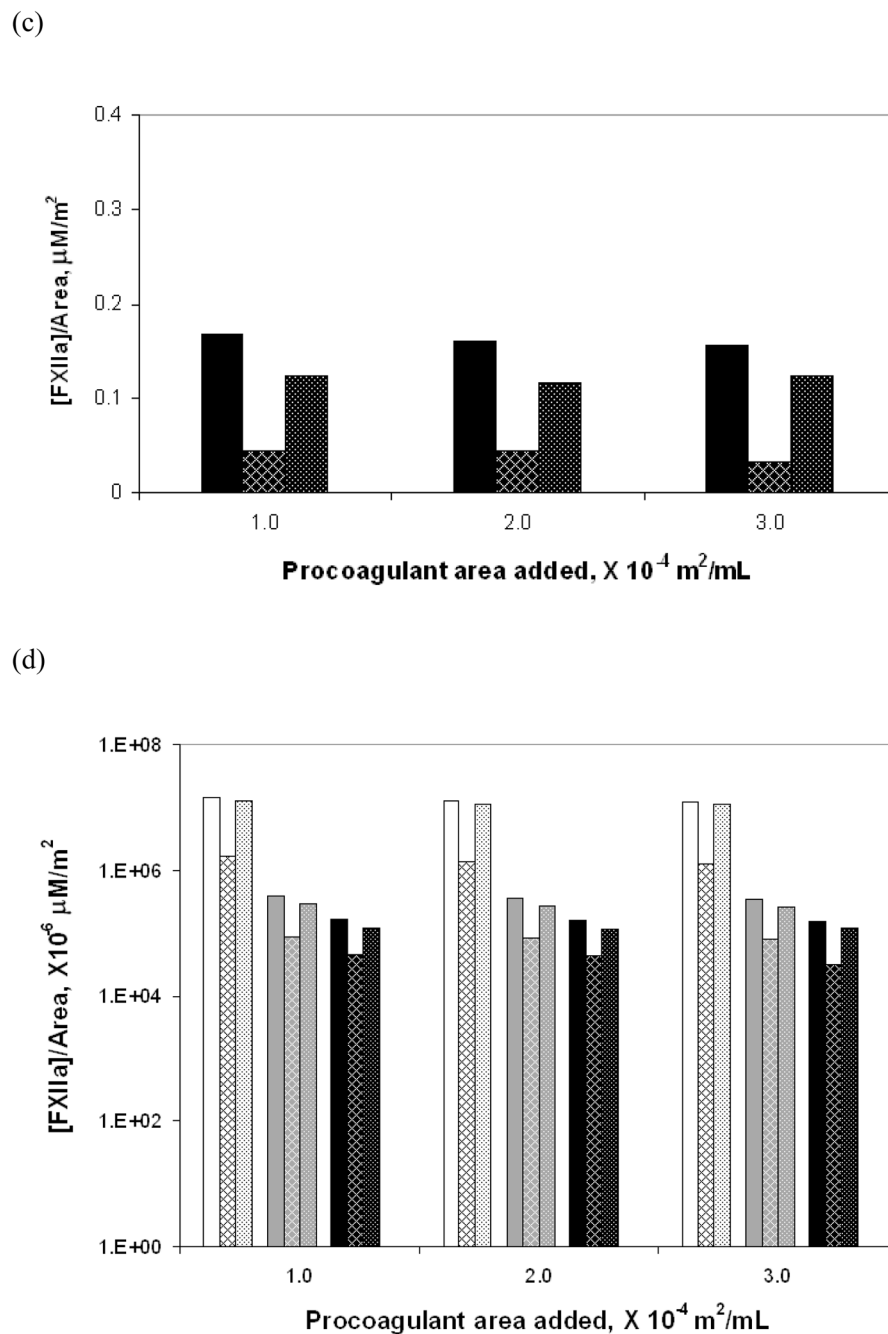 (c)
0.4
0.3
0.2
0.1
0
[FXIIa]/Area, μM/m²
1.0 2.0 3.0
Procoagulant area added, X 10⁻⁴ m²/mL
(d)
1.E+08
1.E+06
1.E+04
1.E+02
1.E+00
[FXIIa]/Area, X10⁻⁶ μM/m²
1.0 2.0 3.0
Procoagulant area added, X 10⁻⁴ m²/mL